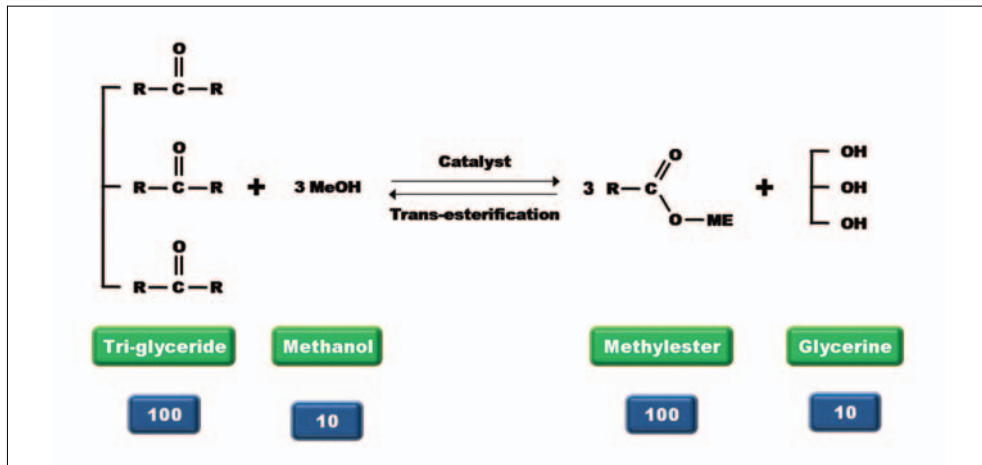 O
R—C—R
O
R—C—R
+
3 MeOH
Catalyst
Trans-esterification
3 R—C
O
O—ME
+
OH
OH
OH
O
R—C—R
Tri-glyceride
Methanol
Methylester
Glycerine
100
10
100
10